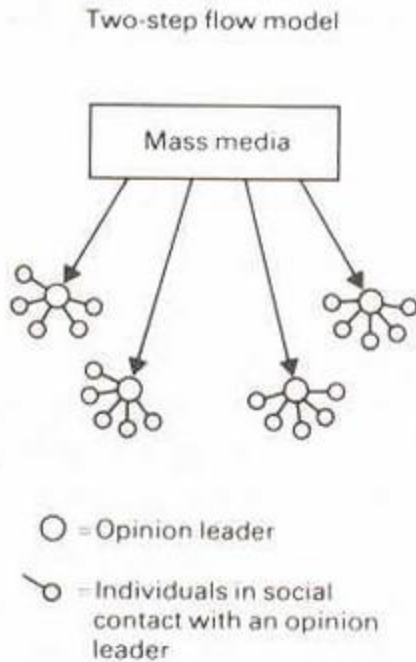 Two-step flow model
Mass media
= Opinion leader
= Individuals in social
contact with an opinion
leader